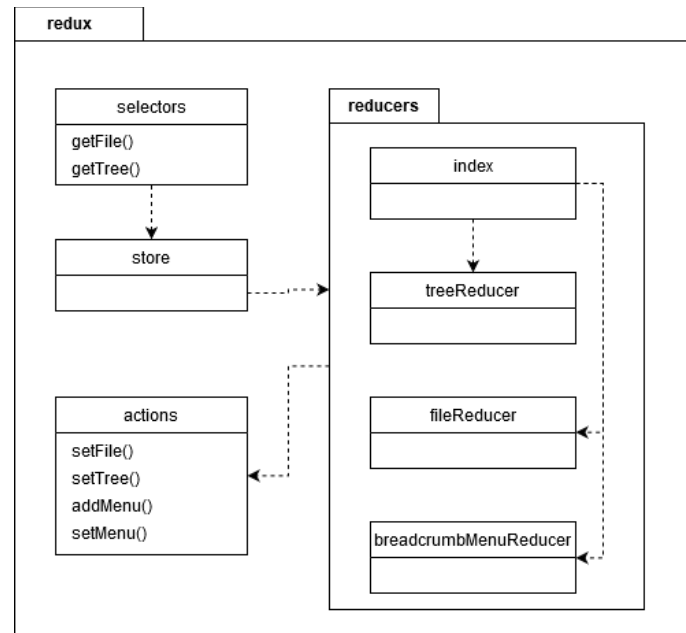 redux
selectors
getFile()
getTree()
store
actions
setFile()
setTree()
addMenu()
setMenu()
reducers
index
treeReducer
fileReducer
breadcrumbMenuReducer